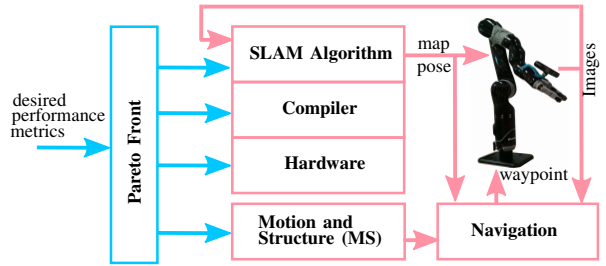 desired
performance
metrics
Pareto Front
SLAM Algorithm
Compiler
Hardware
Motion and
Structure (MS)
map
pose
Images
waypoint
Navigation